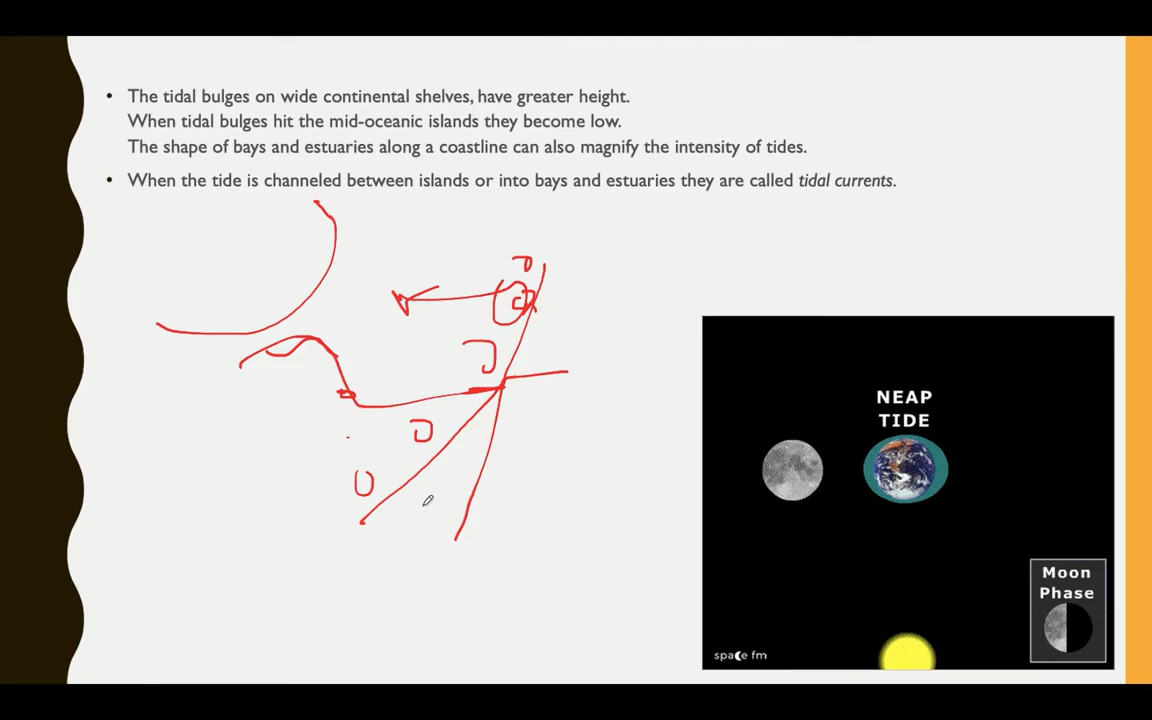 • The tidal bulges on wide continental shelves, have greater height.
When tidal bulges hit the mid-oceanic islands they become low.
The shape of bays and estuaries along a coastline can also magnify the intensity of tides.
• When the tide is channeled between islands or into bays and estuaries they are called tidal currents.
NEAP
TIDE
Moon
Phase
space fm